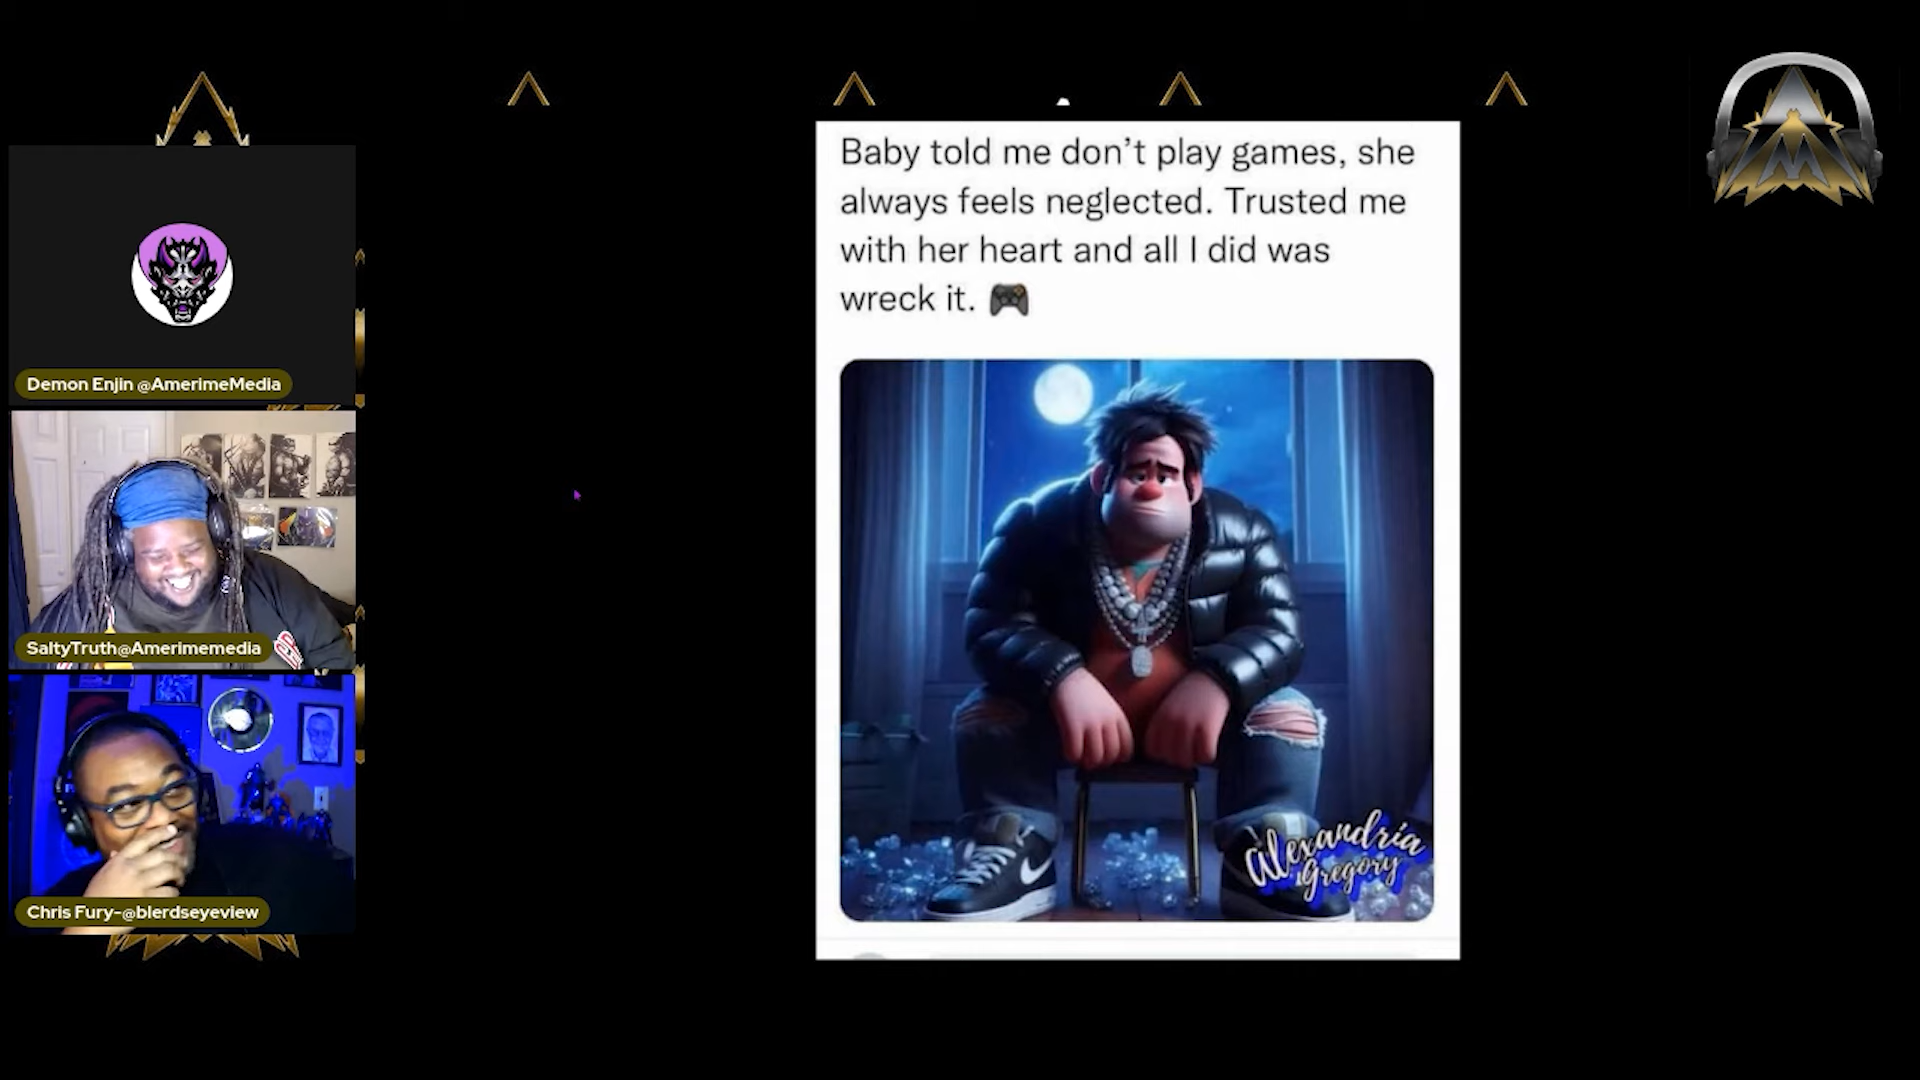 Baby told me don’t play games, she
always feels neglected. Trusted me
with her heart and all I did was
wreck it. 🎮
Alexandria
Gregory
Demon Enjin @AmerimeMedia
SaltyTruth@Amerimemedia
Chris Fury-@blerdseyeview